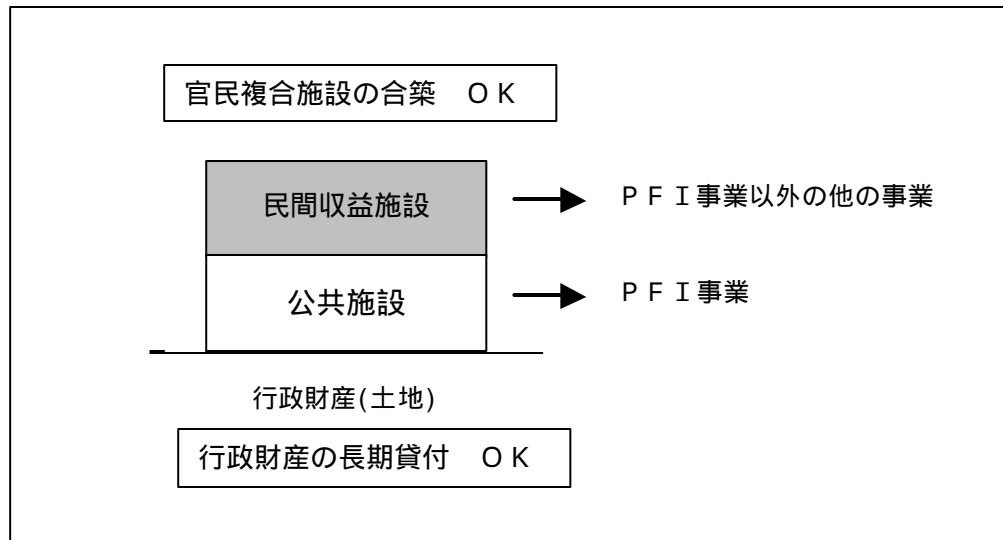 官民複合施設の合築　ＯＫ
民間収益施設
ＰＦＩ事業以外の他の事業
公共施設
ＰＦＩ事業
行政財産(土地)
行政財産の長期貸付　ＯＫ